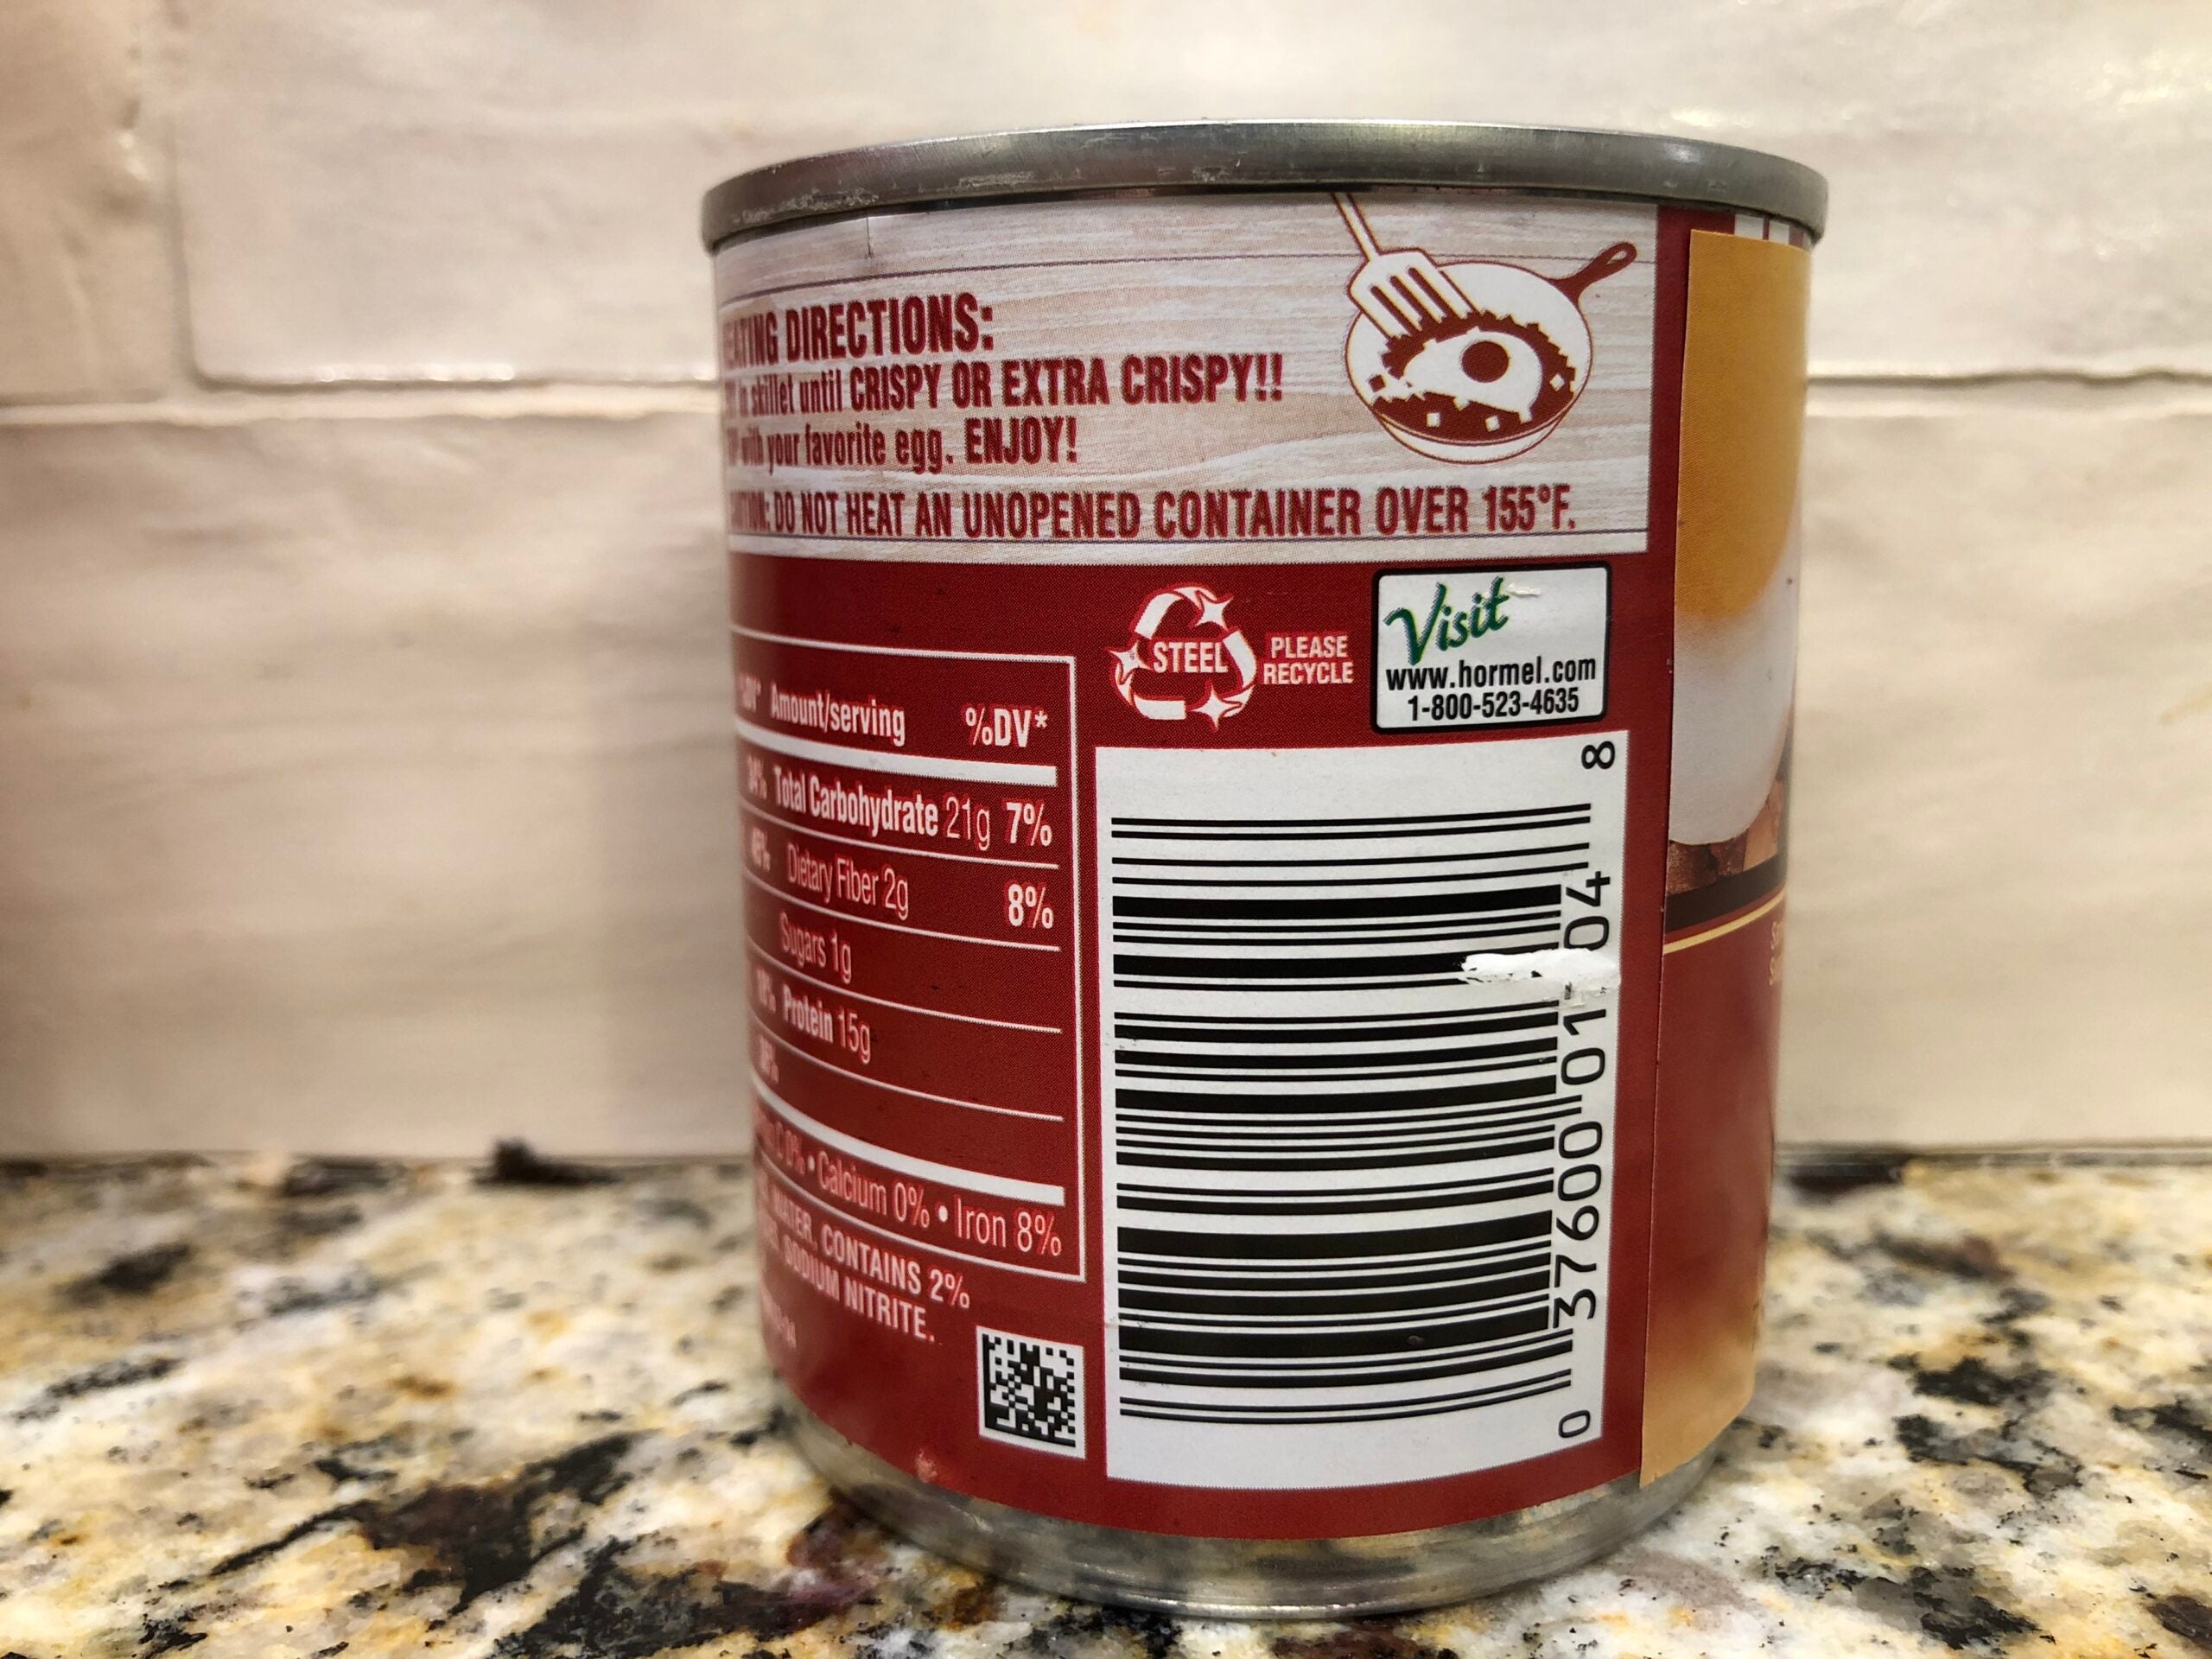 DIRECTIONS:
in skillet until CRISPY OR EXTRA CRISPY!!
with your favorite egg. ENJOY!
DO NOT HEAT AN UNOPENED CONTAINER OVER 155°F.
STEEL
PLEASE
RECYCLE
Visit
www.hormel.com
1-800-523-4635
Amount/serving %DV*
Total Carbohydrate 21g 7%
Dietary Fiber 2g 8%
Sugars 1g
Protein 15g
0% • Calcium 0% • Iron 8%
WATER. CONTAINS 2%
SODIUM NITRITE.
0 37600 01 04 8